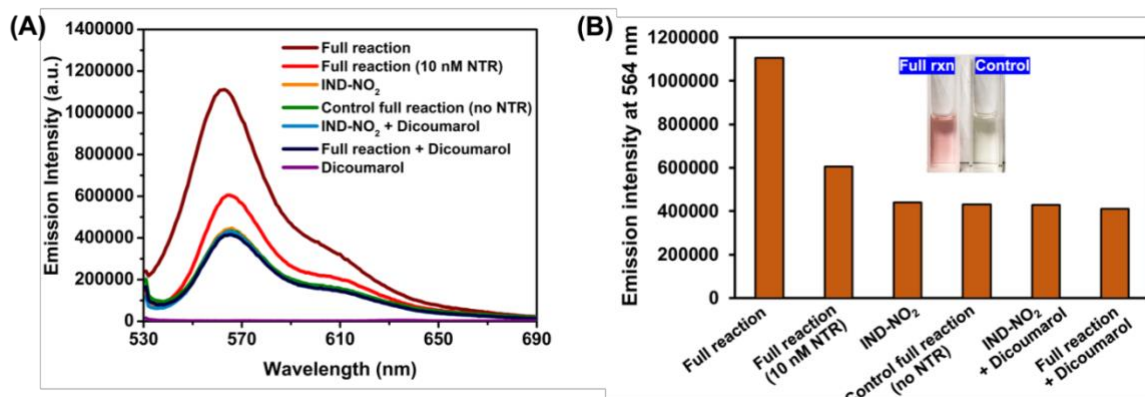 (A)
1400000
1200000
1000000
800000
600000
400000
200000
0
530
570
610
650
690
Emission Intensity (a.u.)
Wavelength (nm)
Full reaction
Full reaction (10 nM NTR)
IND-NO₂
Control full reaction (no NTR)
IND-NO₂ + Dicoumarol
Full reaction + Dicoumarol
Dicoumarol
(B)
1200000
1000000
800000
600000
400000
200000
0
Emission intensity at 564 nm
Full rxn
Control
Full reaction
Full reaction
(10 nM NTR)
IND-NO₂
Control full reaction
(no NTR)
IND-NO₂
+ Dicoumarol
Full reaction
+ Dicoumarol